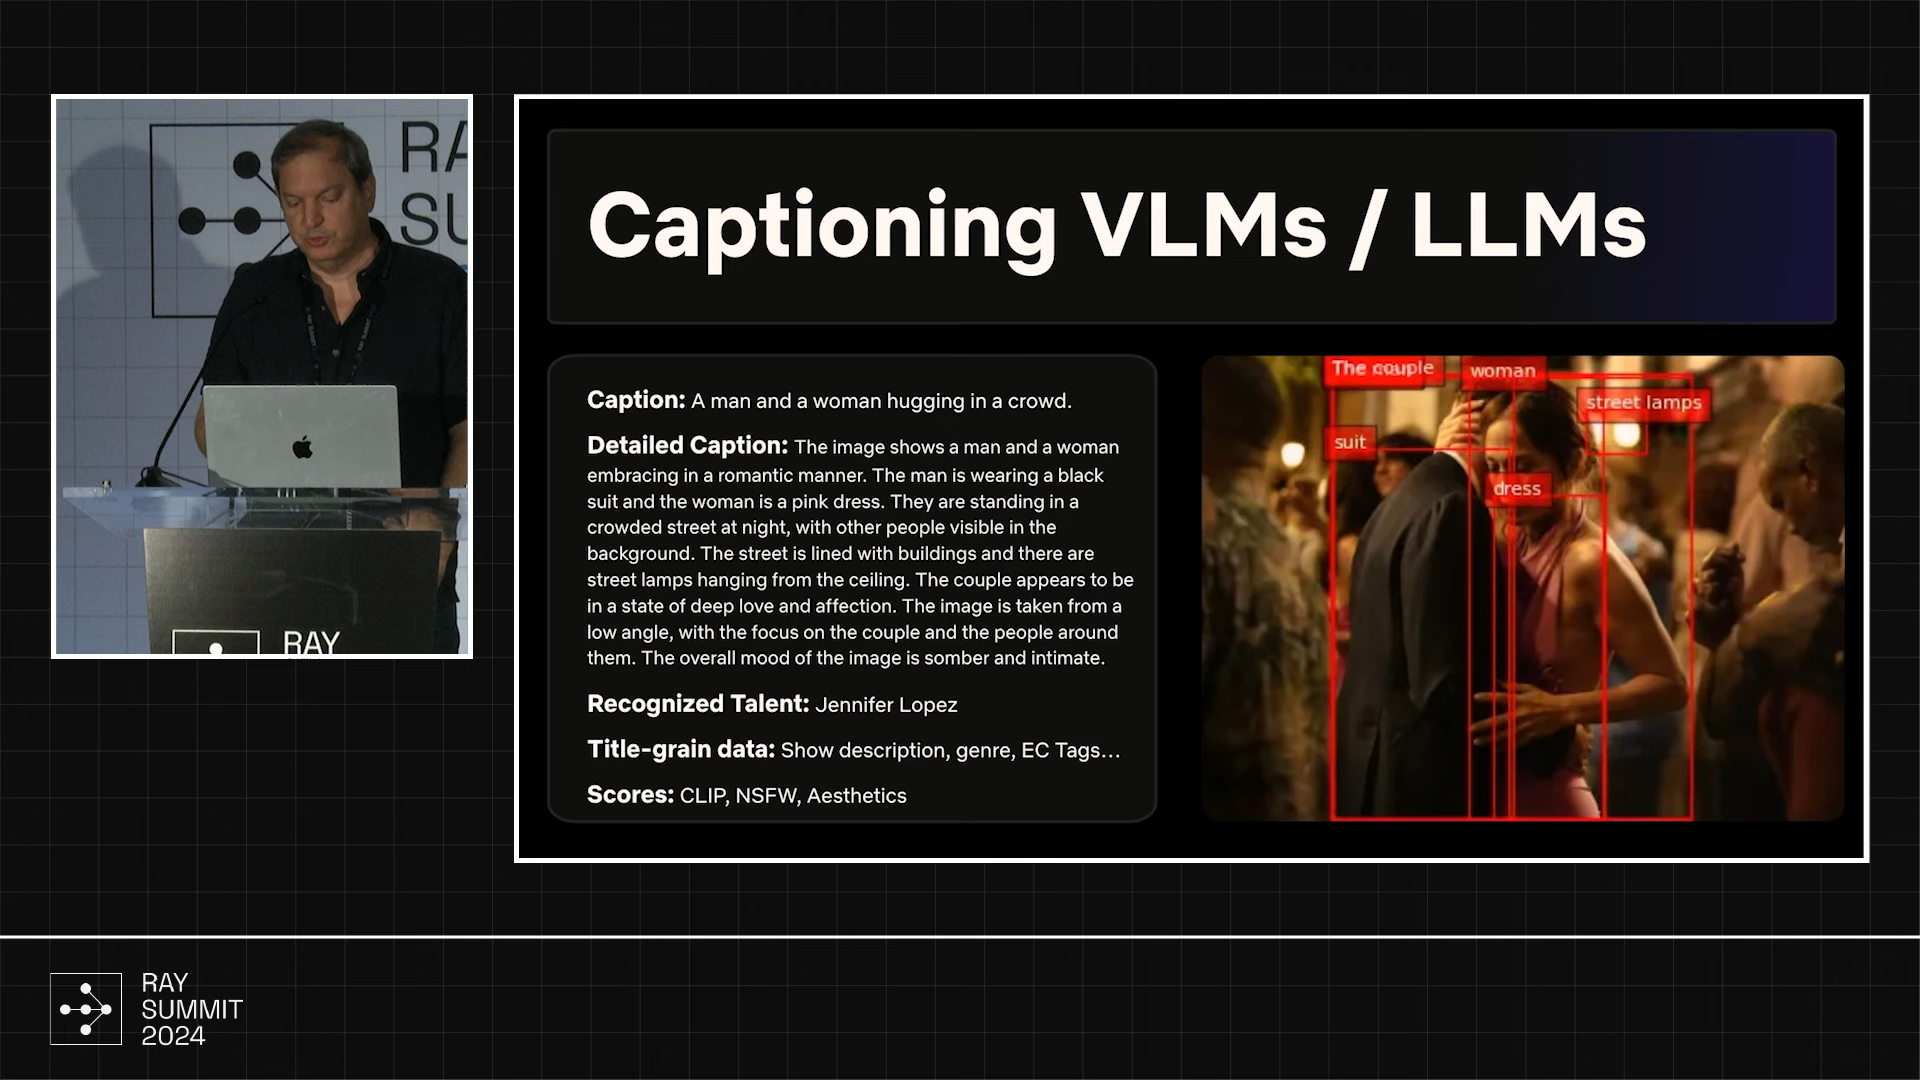 RA
SU
RAY
Captioning VLMs / LLMs
Caption: A man and a woman hugging in a crowd.
Detailed Caption: The image shows a man and a woman
embracing in a romantic manner. The man is wearing a black
suit and the woman is a pink dress. They are standing in a
crowded street at night, with other people visible in the
background. The street is lined with buildings and there are
street lamps hanging from the ceiling. The couple appears to be
in a state of deep love and affection. The image is taken from a
low angle, with the focus on the couple and the people around
them. The overall mood of the image is somber and intimate.
Recognized Talent: Jennifer Lopez
Title-grain data: Show description, genre, EC Tags...
Scores: CLIP, NSFW, Aesthetics
The couple
woman
street lamps
suit
dress
RAY
SUMMIT
2024